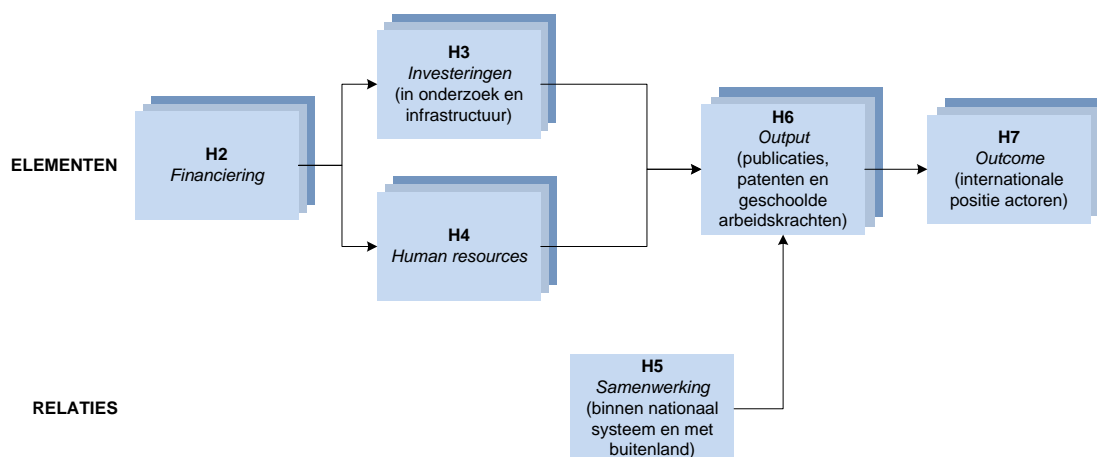 ELEMENTEN
H2
Financiering
H3
Investeringen
(in onderzoek en
infrastructuur)
H4
Human resources
H6
Output
(publicaties,
patenten en
geschoolde
arbeidskrachten)
H7
Outcome
(internationale
positie actoren)
RELATIES
H5
Samenwerking
(binnen nationaal
systeem en met
buitenland)